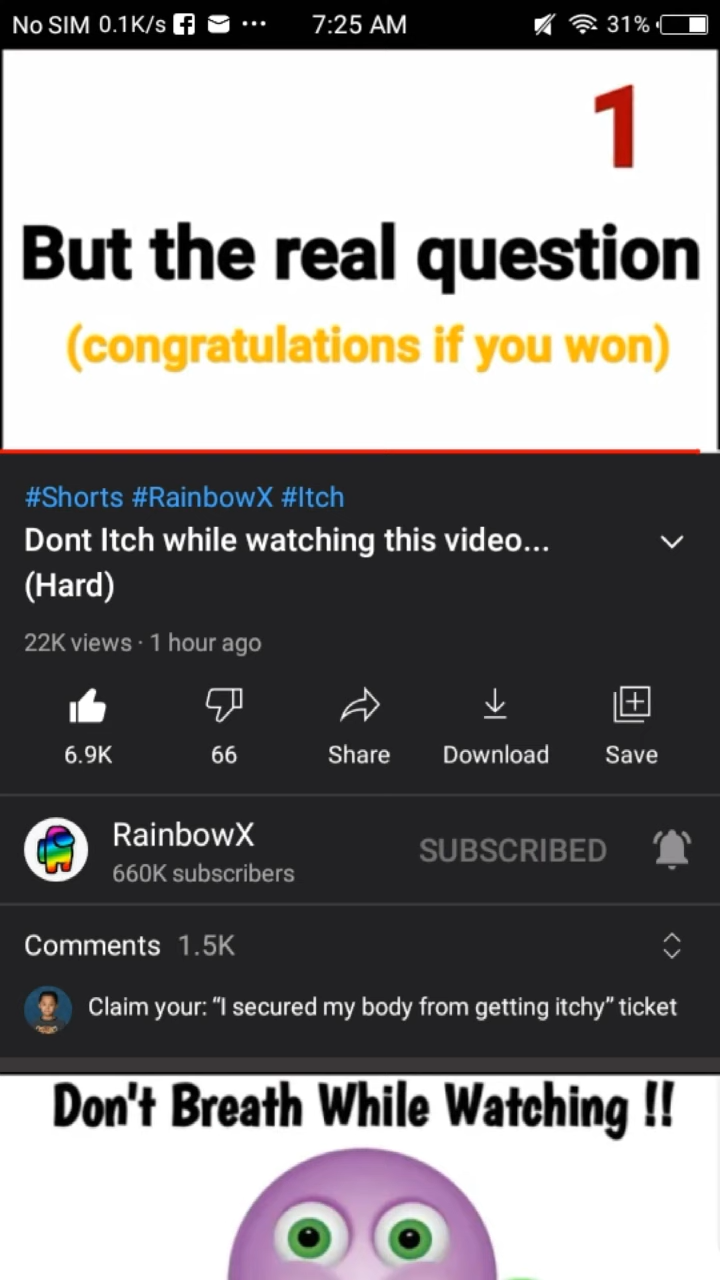 No SIM 0.1K/s 7:25 AM 31%
1
But the real question
(congratulations if you won)
#Shorts #RainbowX #Itch
Dont Itch while watching this video...
(Hard)
22K views · 1 hour ago
6.9K 66 Share Download Save
RainbowX
660K subscribers
SUBSCRIBED
Comments 1.5K
Claim your: “I secured my body from getting itchy” ticket
Don't Breath While Watching !!